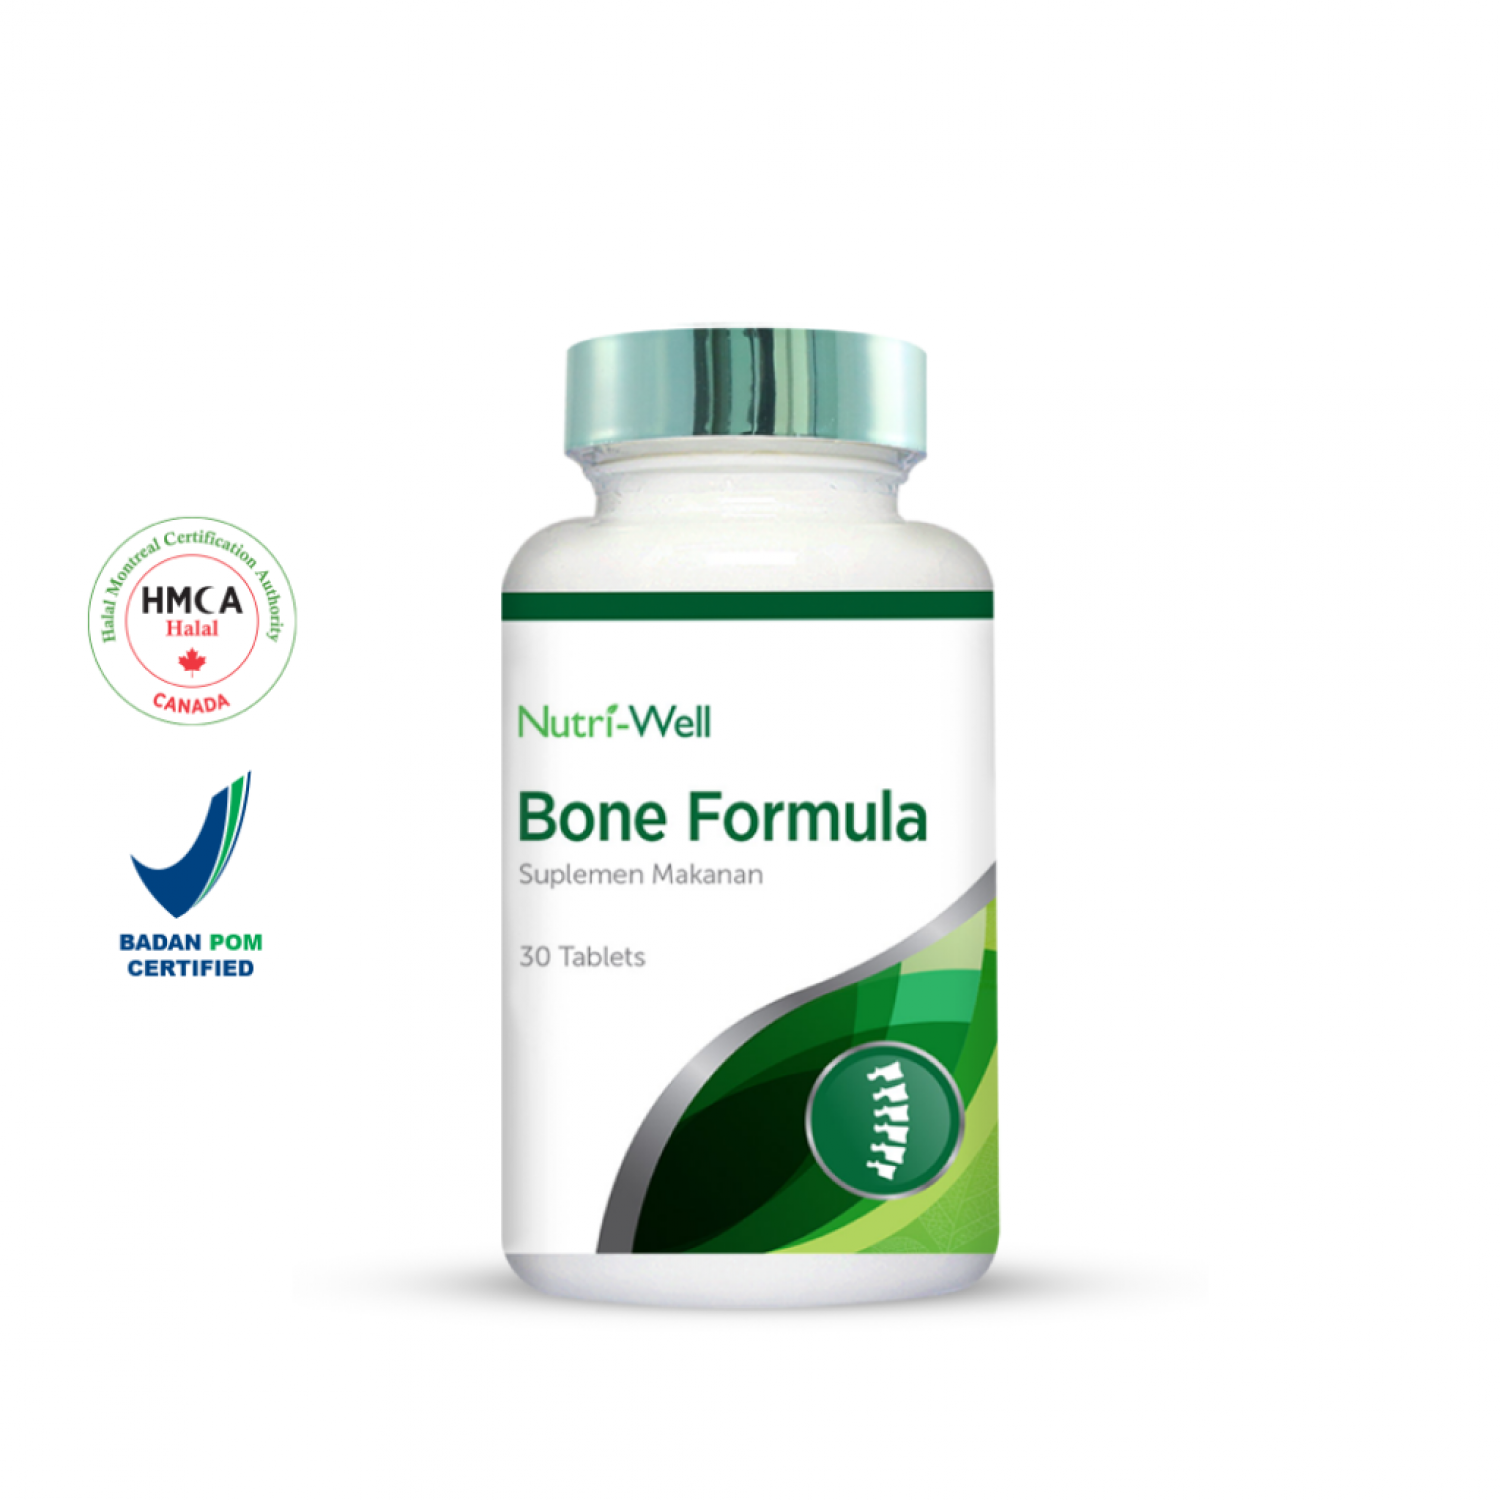 Halal Montreal Certification Authority
HMCA
Halal
CANADA
BADAN POM
CERTIFIED
Nutri-Well
Bone Formula
Suplemen Makanan
30 Tablets